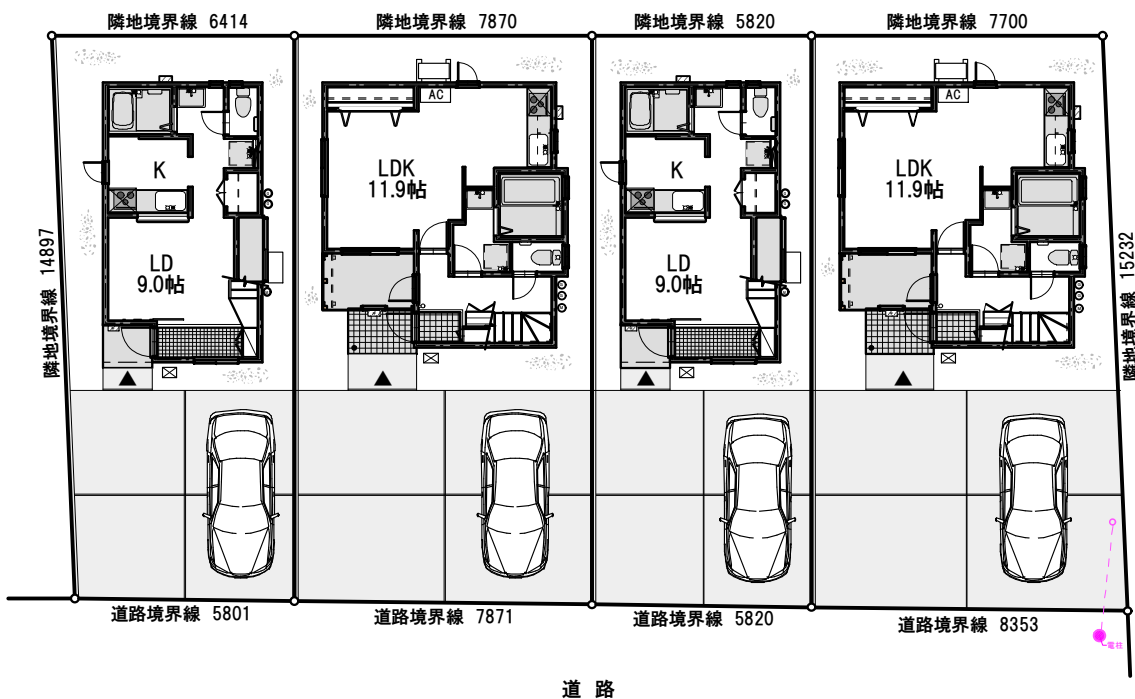 隣地境界線 6414
隣地境界線 7870
隣地境界線 5820
隣地境界線 7700
AC
AC
K
LDK
11.9帖
K
LDK
11.9帖
隣地境界線 14897
LD
9.0帖
LD
9.0帖
隣地境界線 15232
道路境界線 5801
道路境界線 7871
道路境界線 5820
道路境界線 8353
電柱
道 路